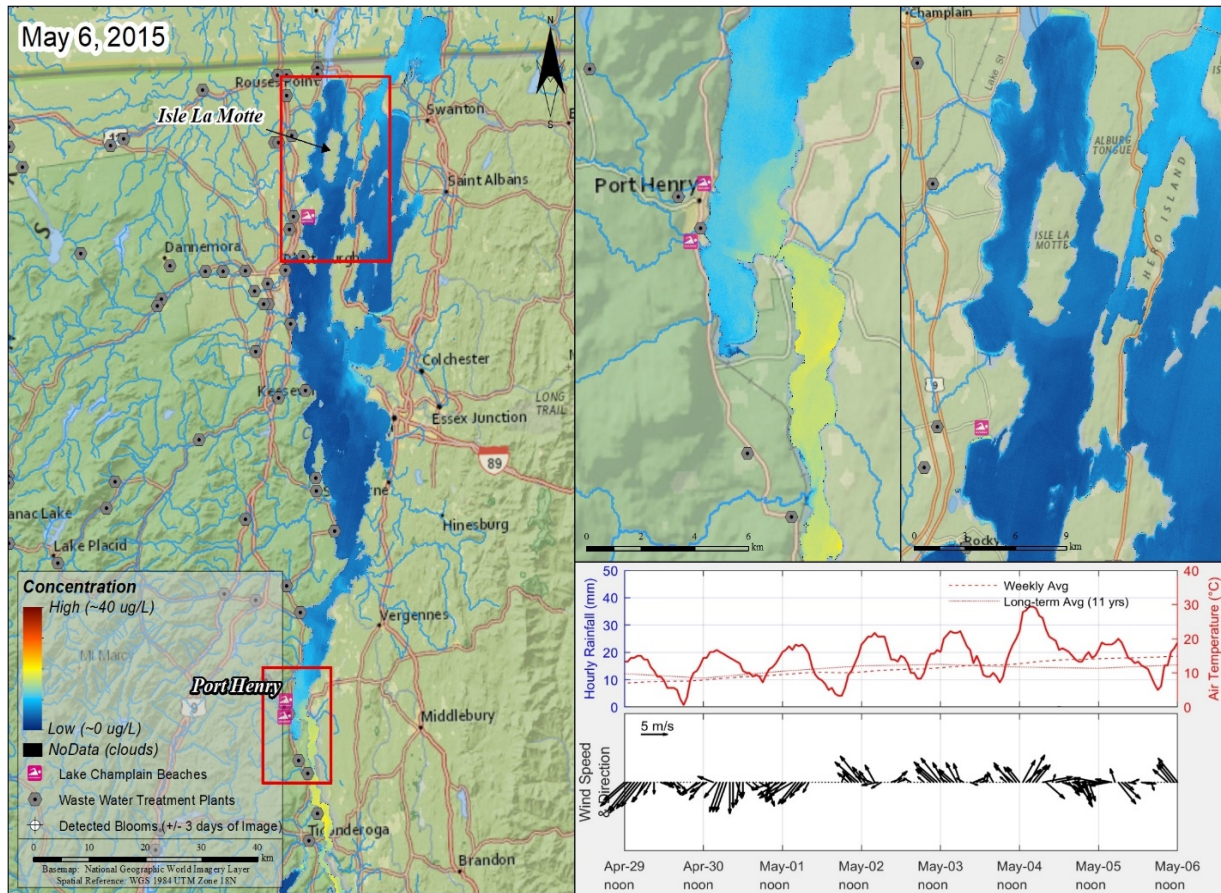 May 6, 2015
N
S
Rouses Point
Isle La Motte
Swanton
Saint Albans
Dannemora
Colchester
Essex Junction
LONG
TRAIL
89
Hinesburg
Lake Placid
Vergennes
9
Port Henry
Middlebury
Ticonderoga
Brandon
Concentration
High (~40 ug/L)
Low (~0 ug/L)
NoData (clouds)
Lake Champlain Beaches
Waste Water Treatment Plants
Detected Blooms (+/- 3 days of Image)
0 10 20 30 40
km
Basemap: National Geographic World Imagery Layer
Spatial Reference: WGS 1984 UTM Zone 18N
Port Henry
0 2 4 6
km
Champlain
Lake St
ALBURG
TONGUE
HERO ISLAND
ISLE LA
MOTTE
9
Rocky
0 3 6 9
km
Hourly Rainfall (mm)
50
40
30
20
10
0
Weekly Avg
Long-term Avg (11 yrs)
40
30
20
10
0
Air Temperature (°C)
Wind Speed
& Direction
5 m/s
Apr-29 Apr-30 May-01 May-02 May-03 May-04 May-05 May-06
noon noon noon noon noon noon noon noon